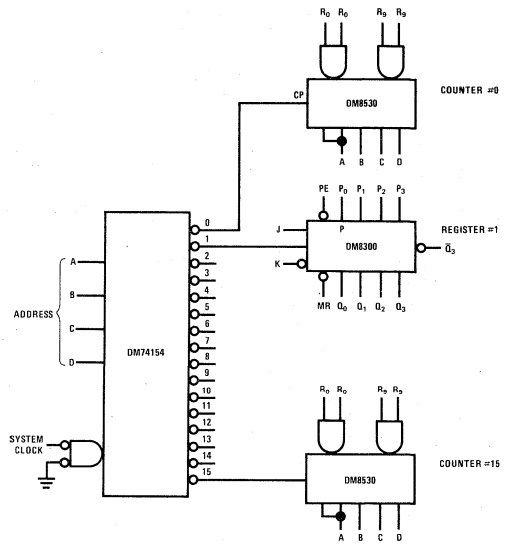 R0 R0 R9 R9
CP
DM8530
COUNTER #0
A B C D
PE P0 P1 P2 P3
J
P
DM8300
REGISTER #1
Q̅3
K
MR Q0 Q1 Q2 Q3
ADDRESS
A
B
C
D
DM74154
0
1
2
3
4
5
6
7
8
9
10
11
12
13
14
15
SYSTEM
CLOCK
R0 R0 R9 R9
DM8530
COUNTER #15
A B C D